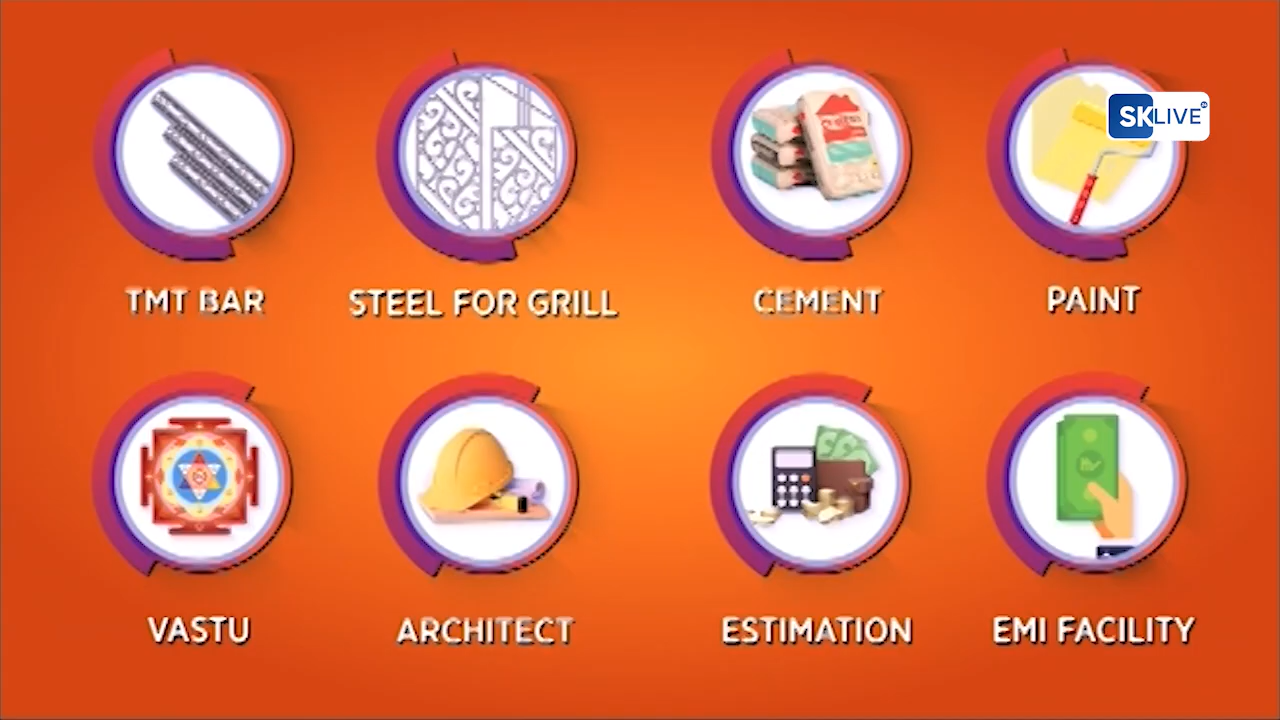 SKLIVE
TMT BAR
STEEL FOR GRILL
CEMENT
PAINT
VASTU
ARCHITECT
ESTIMATION
EMI FACILITY